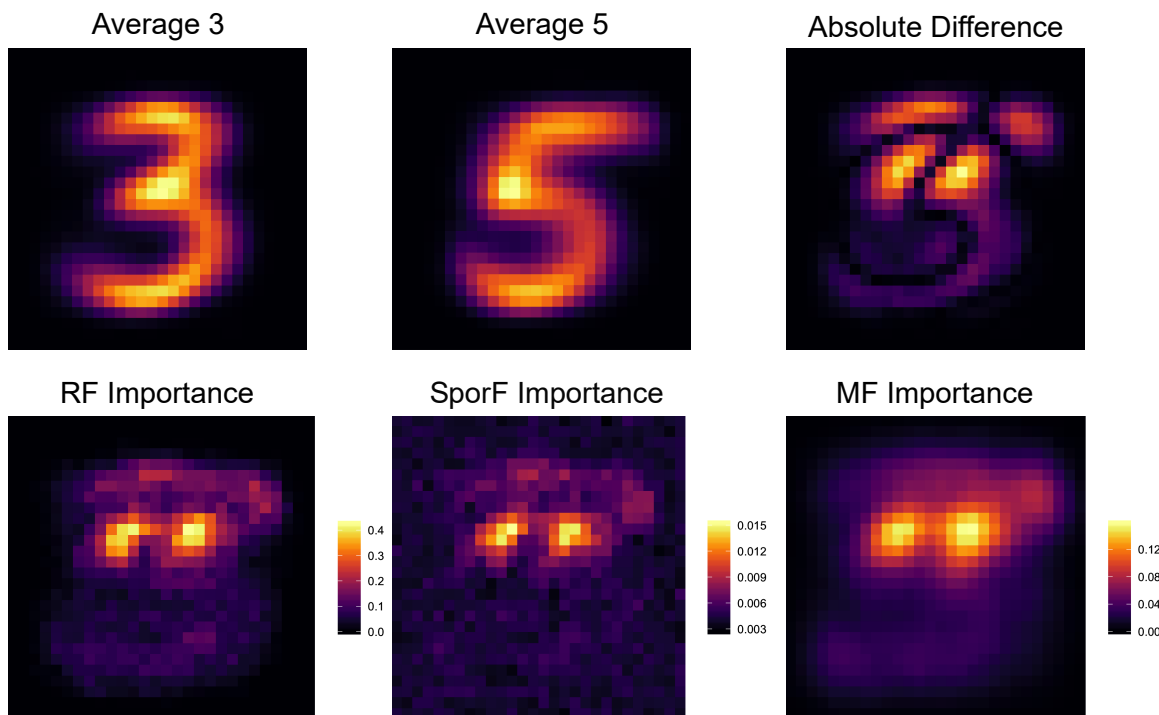 Average 3
Average 5
Absolute Difference
RF Importance
SporF Importance
MF Importance
0.4
0.3
0.2
0.1
0.0
0.015
0.012
0.009
0.006
0.003
0.12
0.08
0.04
0.00